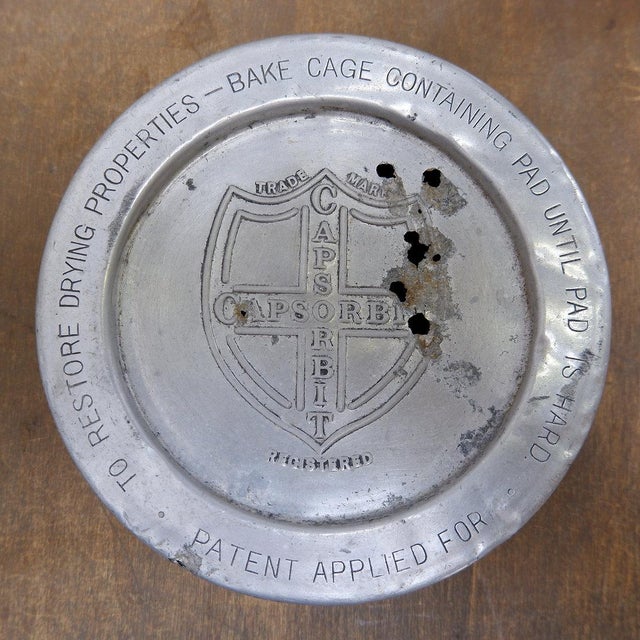 TO RESTORE DRYING PROPERTIES — BAKE CAGE CONTAINING PAD UNTIL PAD IS HARD.
TRADE MARK
CAPSORBIT
CAPSORBI
REGISTERED
PATENT APPLIED FOR